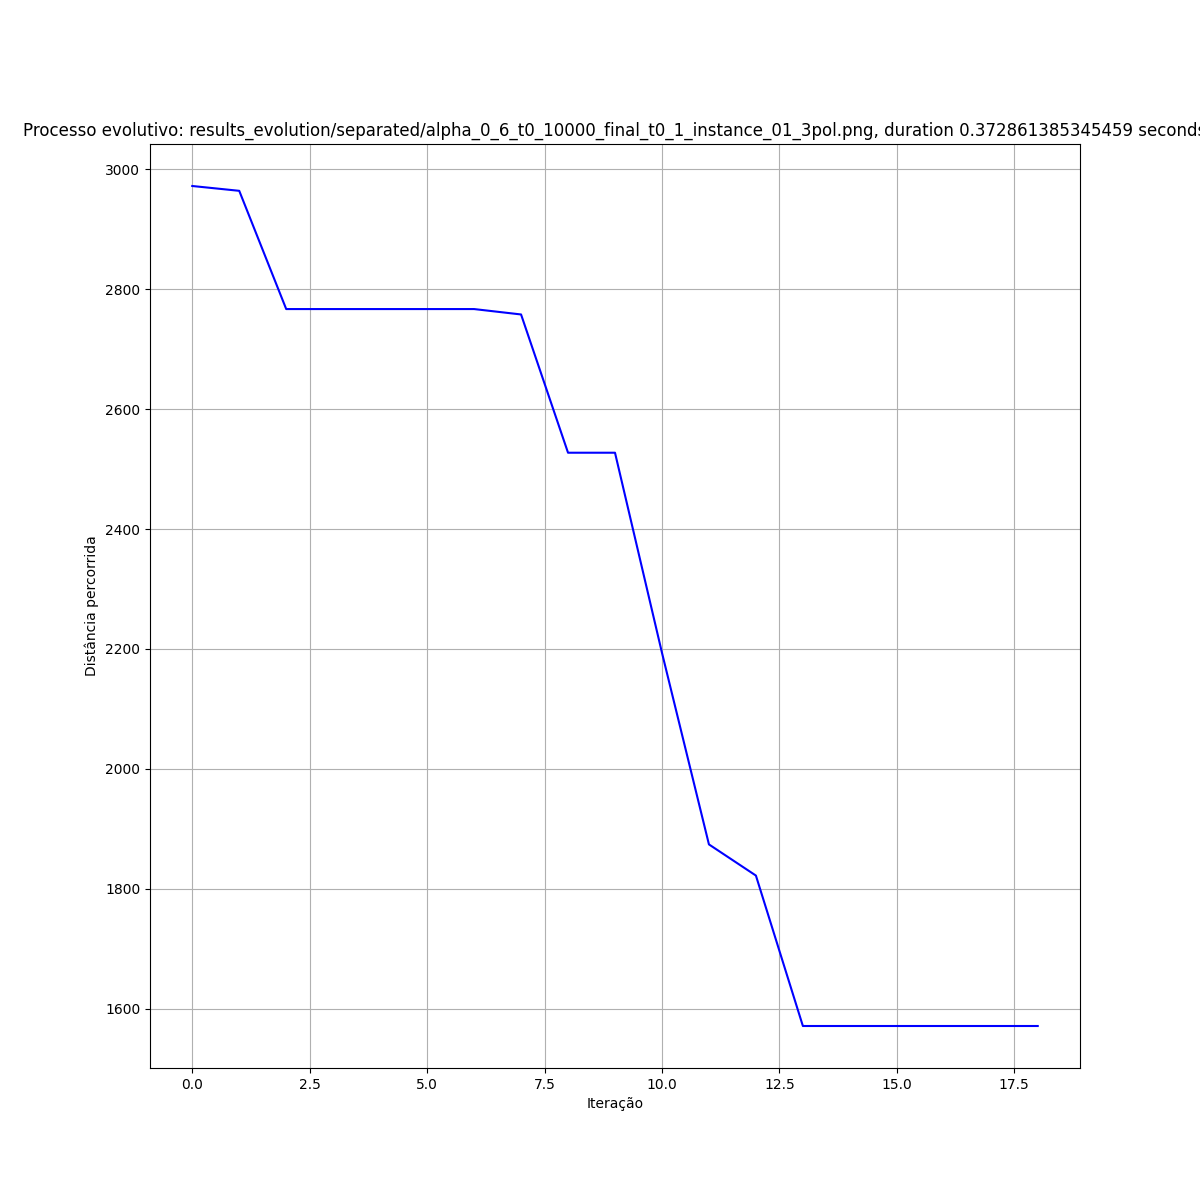 Processo evolutivo: results_evolution/separated/alpha_0_6_t0_10000_final_t0_1_instance_01_3pol.png, duration 0.372861385345459 seconds
3000
2800
2600
2400
2200
2000
1800
1600
Distância percorrida
0.0 2.5 5.0 7.5 10.0 12.5 15.0 17.5
Iteração